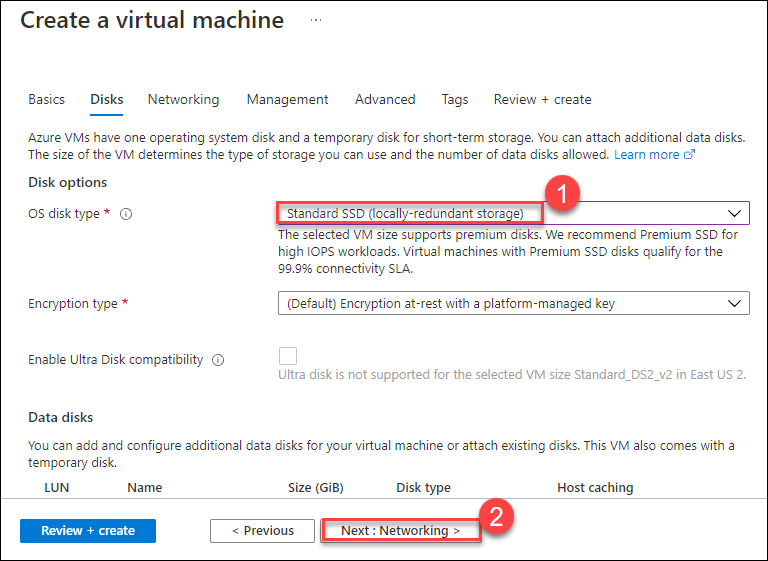 Create a virtual machine ...
Basics Disks Networking Management Advanced Tags Review + create
Azure VMs have one operating system disk and a temporary disk for short-term storage. You can attach additional data disks.
The size of the VM determines the type of storage you can use and the number of data disks allowed. Learn more
Disk options
1
OS disk type * Standard SSD (locally-redundant storage)
The selected VM size supports premium disks. We recommend Premium SSD for
high IOPS workloads. Virtual machines with Premium SSD disks qualify for the
99.9% connectivity SLA.
Encryption type * (Default) Encryption at-rest with a platform-managed key
Enable Ultra Disk compatibility
Ultra disk is not supported for the selected VM size Standard_DS2_v2 in East US 2.
Data disks
You can add and configure additional data disks for your virtual machine or attach existing disks. This VM also comes with a
temporary disk.
LUN Name Size (GiB) Disk type Host caching
2
Review + create < Previous Next : Networking >